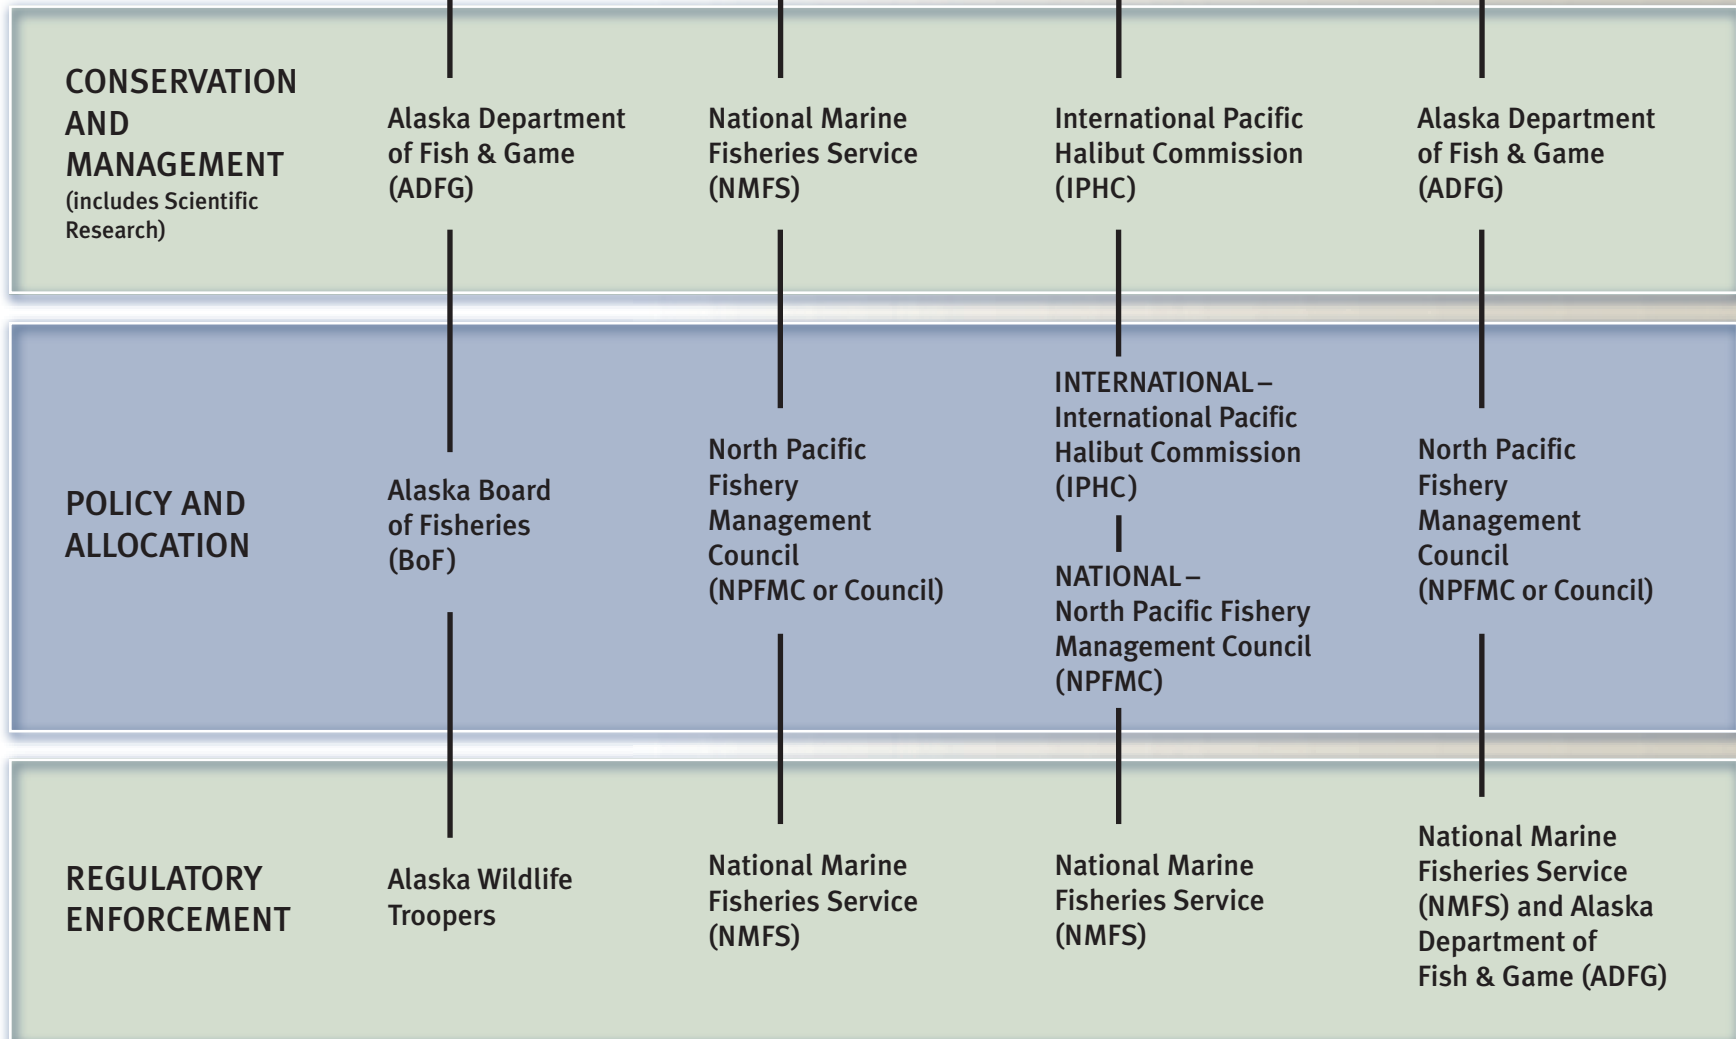 CONSERVATION
AND
MANAGEMENT
(includes Scientific
Research)
Alaska Department
of Fish & Game
(ADFG)
National Marine
Fisheries Service
(NMFS)
International Pacific
Halibut Commission
(IPHC)
Alaska Department
of Fish & Game
(ADFG)
POLICY AND
ALLOCATION
Alaska Board
of Fisheries
(BoF)
North Pacific
Fishery
Management
Council
(NPFMC or Council)
INTERNATIONAL–
International Pacific
Halibut Commission
(IPHC)
NATIONAL–
North Pacific Fishery
Management Council
(NPFMC)
North Pacific
Fishery
Management
Council
(NPFMC or Council)
REGULATORY
ENFORCEMENT
Alaska Wildlife
Troopers
National Marine
Fisheries Service
(NMFS)
National Marine
Fisheries Service
(NMFS)
National Marine
Fisheries Service
(NMFS) and Alaska
Department of
Fish & Game (ADFG)